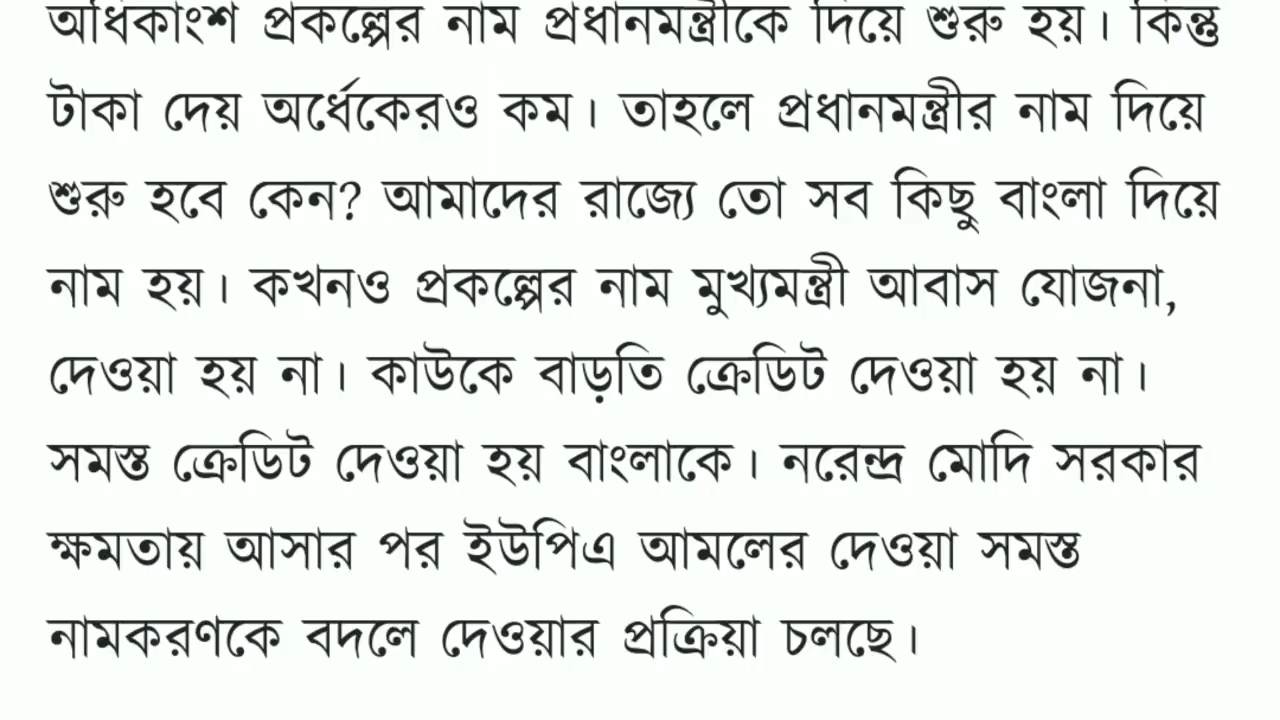 অধিকাংশ প্রকল্পের নাম প্রধানমন্ত্রীকে দিয়ে শুরু হয়। কিন্তু
টাকা দেয় অর্ধেকেরও কম। তাহলে প্রধানমন্ত্রীর নাম দিয়ে
শুরু হবে কেন? আমাদের রাজ্যে তো সব কিছু বাংলা দিয়ে
নাম হয়। কখনও প্রকল্পের নাম মুখ্যমন্ত্রী আবাস যোজনা,
দেওয়া হয় না। কাউকে বাড়তি ক্রেডিট দেওয়া হয় না।
সমস্ত ক্রেডিট দেওয়া হয় বাংলাকে। নরেন্দ্র মোদি সরকার
ক্ষমতায় আসার পর ইউপিএ আমলের দেওয়া সমস্ত
নামকরণকে বদলে দেওয়ার প্রক্রিয়া চলছে।